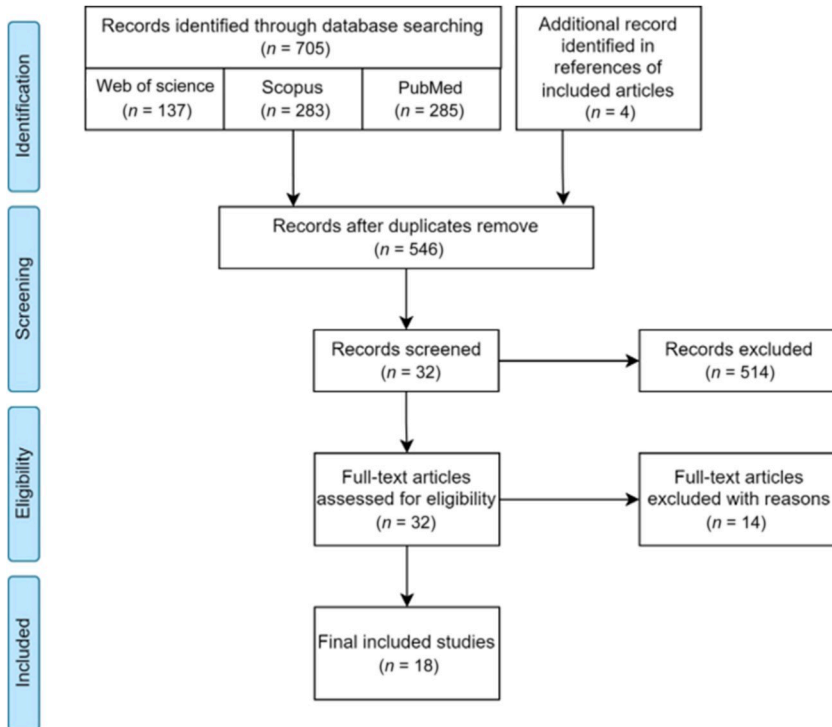 Identification
Records identified through database searching
(n = 705)
Web of science
(n = 137)
Scopus
(n = 283)
PubMed
(n = 285)
Additional record
identified in
references of
included articles
(n = 4)
Screening
Records after duplicates remove
(n = 546)
Records screened
(n = 32)
Records excluded
(n = 514)
Eligibility
Full-text articles
assessed for eligibility
(n = 32)
Full-text articles
excluded with reasons
(n = 14)
Included
Final included studies
(n = 18)